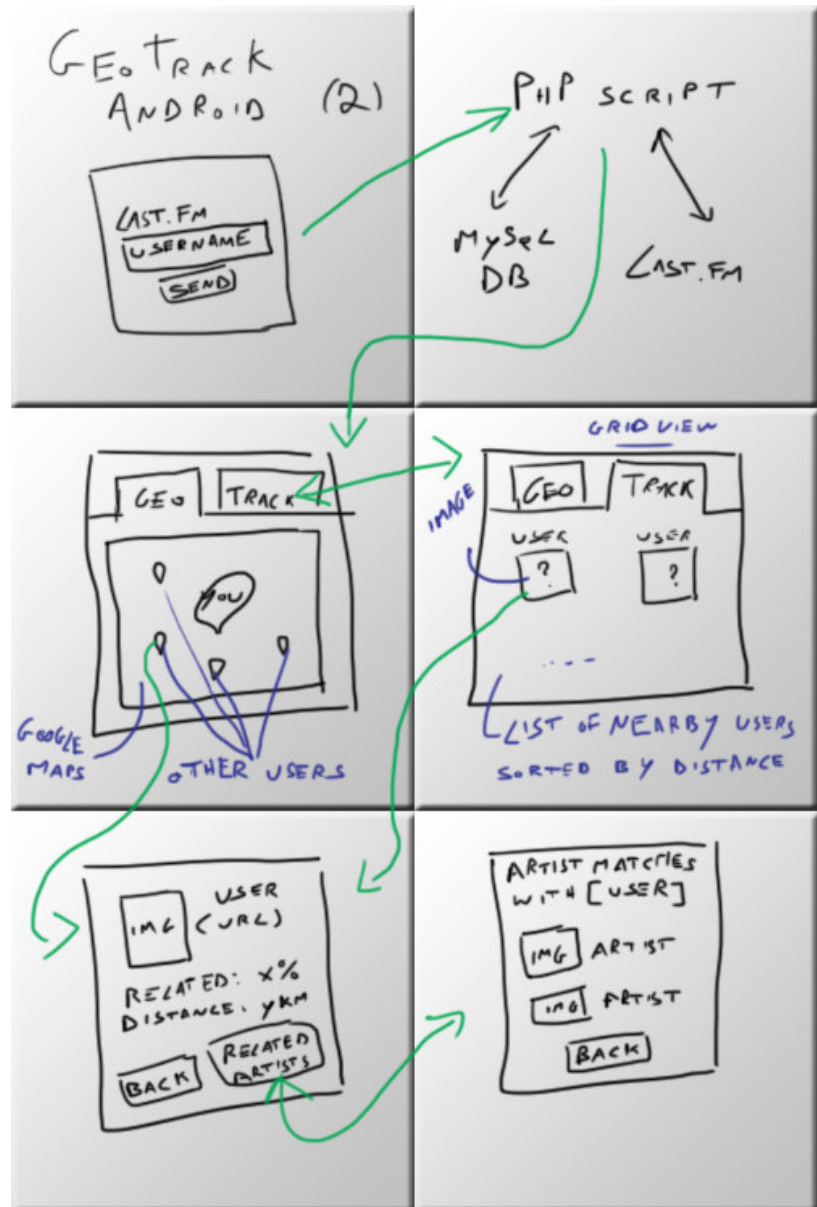 GEOTRACK
ANDROID (2)
LAST.FM
USERNAME
SEND
PHP SCRIPT
MySQL
DB
LAST.FM
GEO TRACK
YOU
GOOGLE
MAPS
OTHER USERS
GRID VIEW
GEO TRACK
IMAGE
USER USER
? ?
....
LIST OF NEARBY USERS
SORTED BY DISTANCE
IMG USER
(URL)
RELATED: X%
DISTANCE: YKM
BACK
RELATED
ARTISTS
ARTIST MATCHES
WITH [USER]
IMG ARTIST
IMG ARTIST
BACK